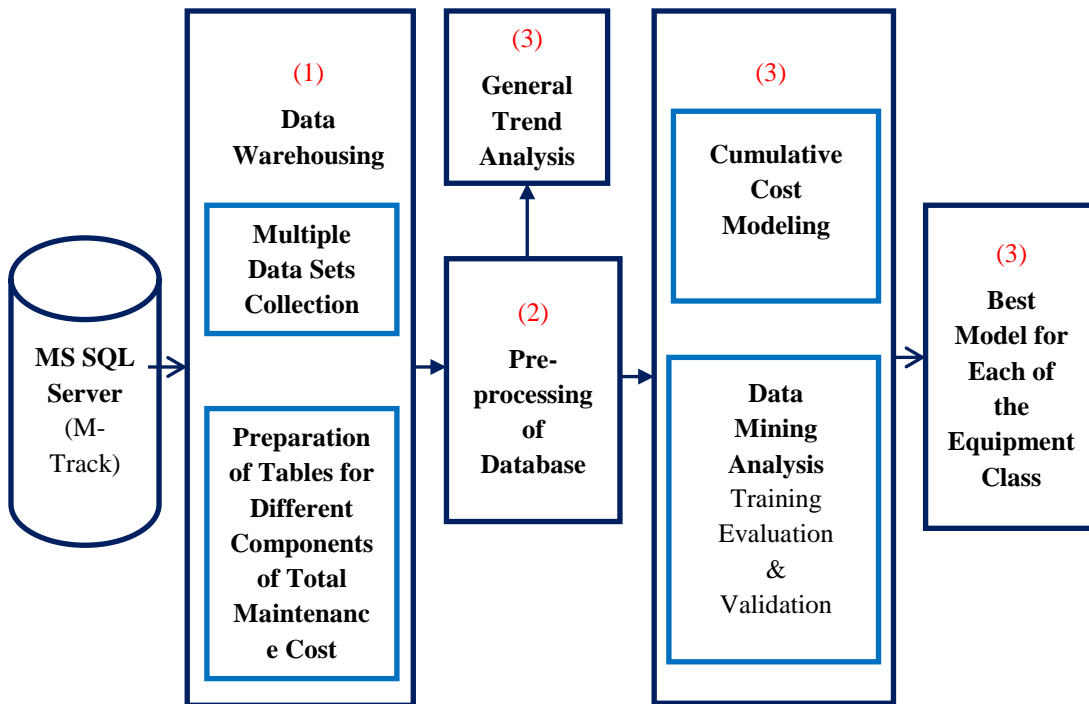 MS SQL
Server
(M-
Track)
(1)
Data
Warehousing
Multiple
Data Sets
Collection
Preparation
of Tables for
Different
Components
of Total
Maintenanc
e Cost
(3)
General
Trend
Analysis
(2)
Pre-
processing
of
Database
(3)
Cumulative
Cost
Modeling
Data
Mining
Analysis
Training
Evaluation
&
Validation
(3)
Best
Model for
Each of
the
Equipment
Class